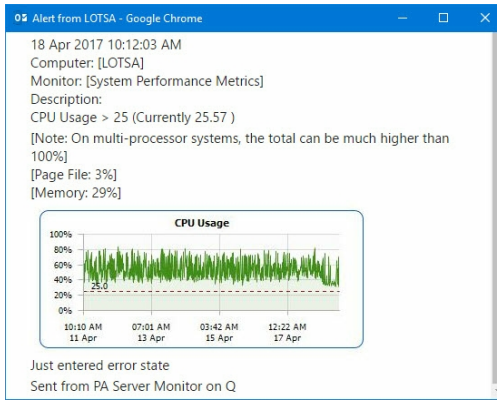 Alert from LOTSA - Google Chrome
18 Apr 2017 10:12:03 AM
Computer: [LOTSA]
Monitor: [System Performance Metrics]
Description:
CPU Usage > 25 (Currently 25.57 )
[Note: On multi-processor systems, the total can be much higher than
100%]
[Page File: 3%]
[Memory: 29%]
CPU Usage
100%
80%
60%
40%
25.0
20%
0%
10:10 AM 07:01 AM 03:42 AM 12:22 AM
11 Apr 13 Apr 15 Apr 17 Apr
Just entered error state
Sent from PA Server Monitor on Q